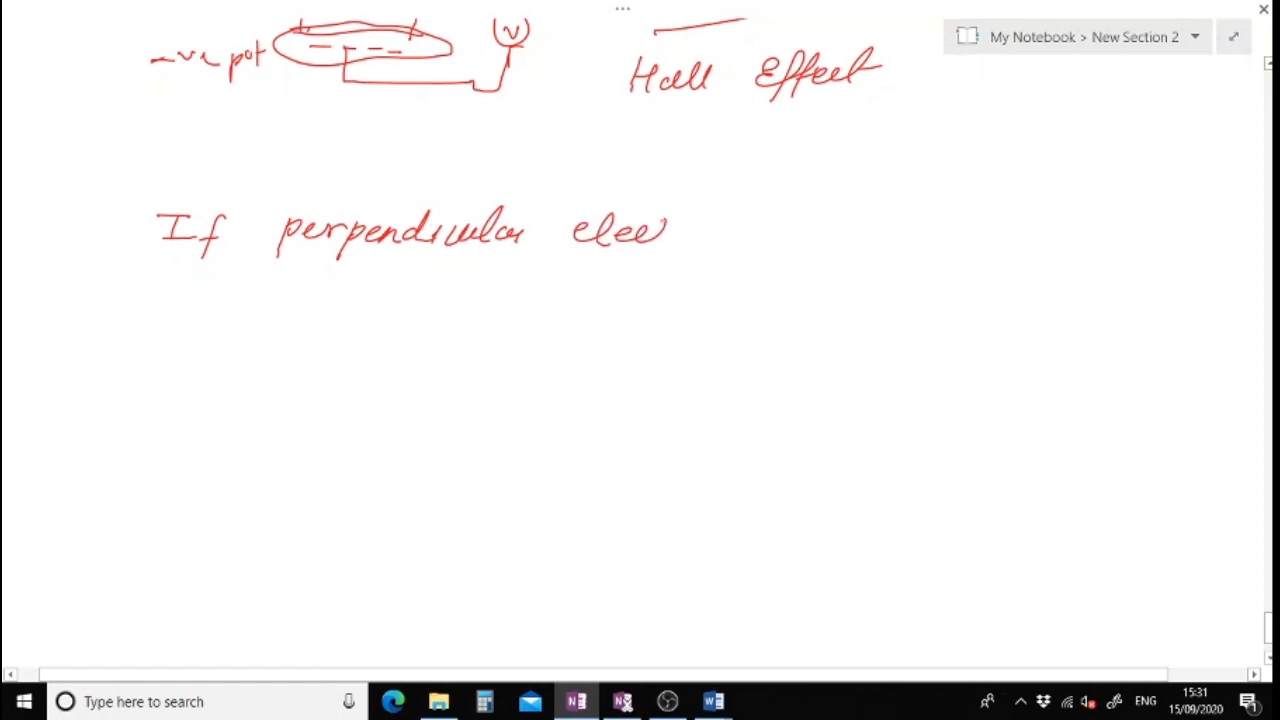 My Notebook > New Section 2
-ve pot
V
Hall Effect
If perpendicular elec
Type here to search
ENG
15:31
15/09/2020
1